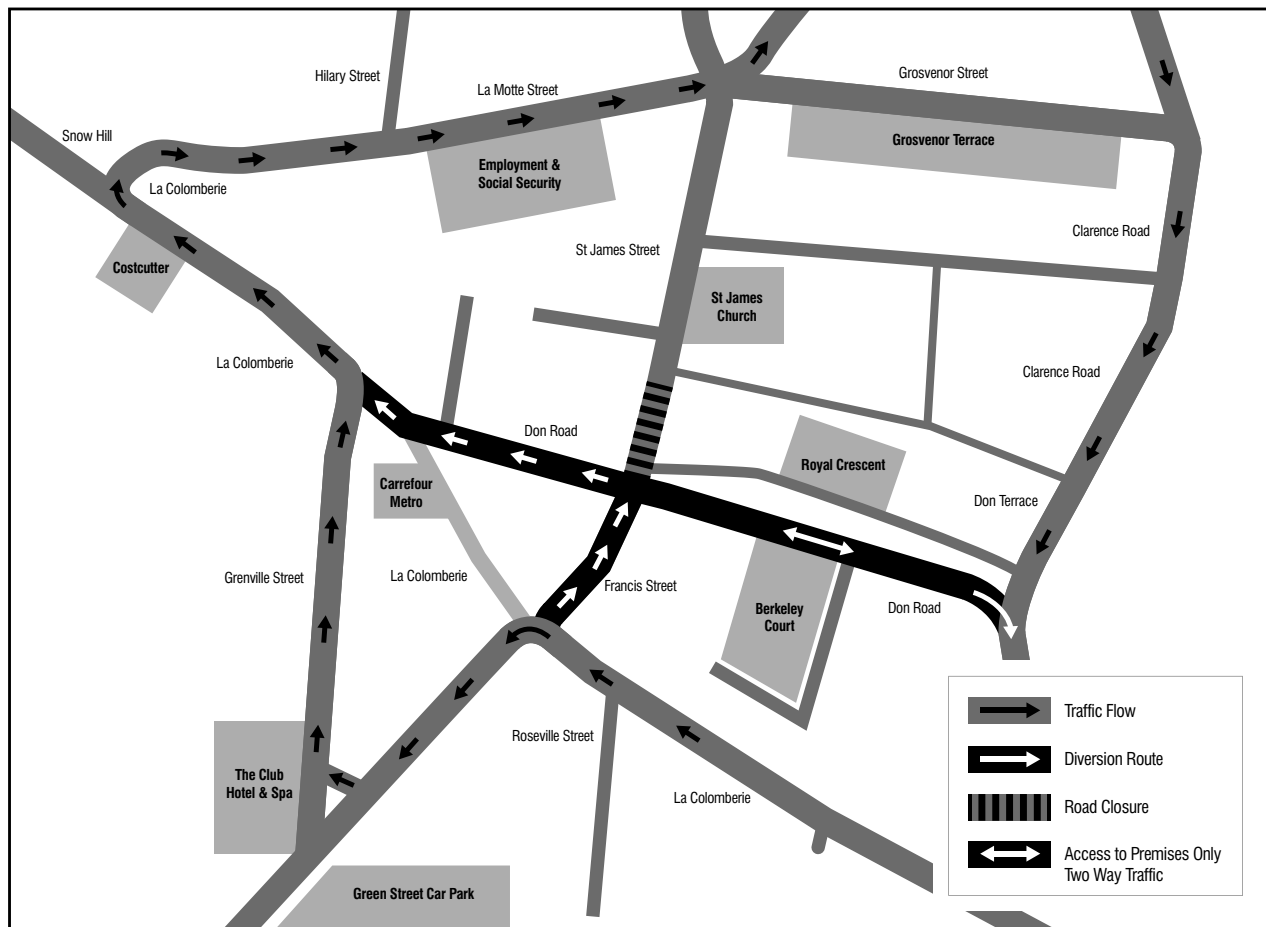 Hilary Street
La Motte Street
Grosvenor Street
Snow Hill
Employment &
Social Security
Grosvenor Terrace
La Colomberie
Costcutter
St James Street
Clarence Road
St James
Church
La Colomberie
Clarence Road
Don Road
Royal Crescent
Carrefour
Metro
Don Terrace
Grenville Street
La Colomberie
Francis Street
Berkeley
Court
Don Road
Roseville Street
The Club
Hotel & Spa
La Colomberie
Green Street Car Park
Traffic Flow
Diversion Route
Road Closure
Access to Premises Only
Two Way Traffic